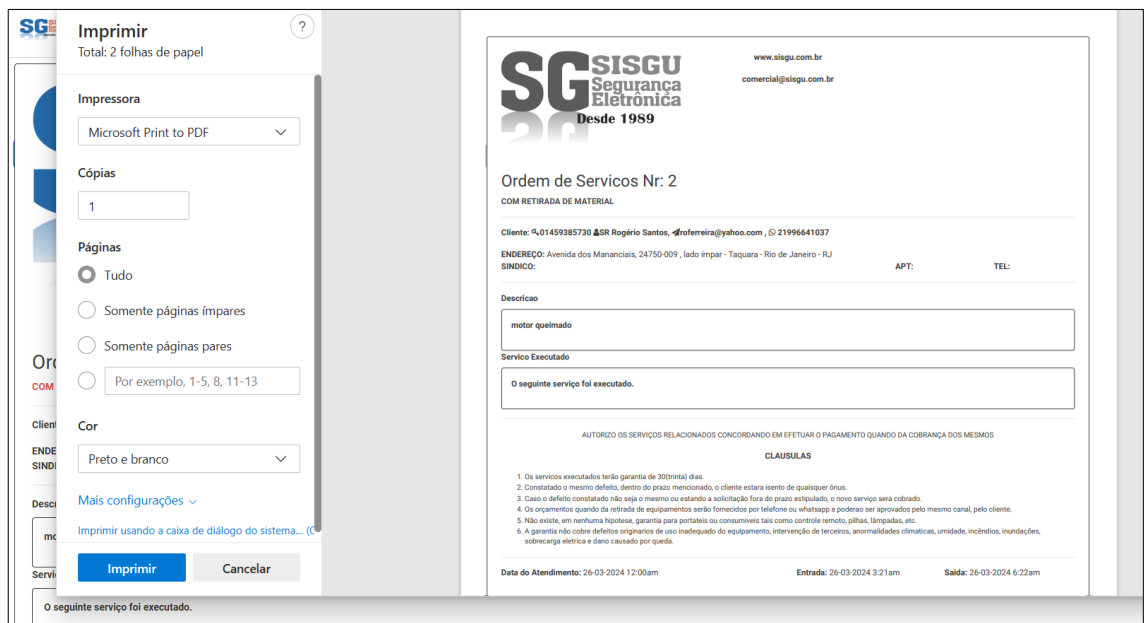 SG
Imprimir
?
Total: 2 folhas de papel
Impressora
Microsoft Print to PDF
Cópias
1
Páginas
Tudo
Somente páginas ímpares
Somente páginas pares
Por exemplo, 1-5, 8, 11-13
Cor
Preto e branco
Mais configurações
Imprimir usando a caixa de diálogo do sistema... (C
Imprimir
Cancelar
COM
ENDE
SINDI
O seguinte serviço foi executado.
SG SISGU
Segurança
Eletrônica
Desde 1989
www.sisgu.com.br
comercial@sisgu.com.br
Ordem de Servicos Nr: 2
COM RETIRADA DE MATERIAL
Cliente: 01459385730 SR Rogério Santos, roferreira@yahoo.com , 21996641037
ENDEREÇO: Avenida dos Mananciais, 24750-009 , lado ímpar - Taquara - Rio de Janeiro - RJ
SINDICO: APT: TEL:
Descricao
motor queimado
Servico Executado
O seguinte serviço foi executado.
AUTORIZO OS SERVIÇOS RELACIONADOS CONCORDANDO EM EFETUAR O PAGAMENTO QUANDO DA COBRANÇA DOS MESMOS
CLAUSULAS
1. Os servicos executados terão garantia de 30(trinta) dias.
2. Constatado o mesmo defeito, dentro do prazo mencionado, o cliente estara isento de quaisquer ônus.
3. Caso o defeito constatado não seja o mesmo ou estando a solicitação fora do prazo estipulado, o novo serviço sera cobrado.
4. Os orçamentos quando da retirada de equipamentos serão fornecidos por telefone ou whatsapp e poderao ser aprovados pelo mesmo canal, pelo cliente.
5. Não existe, em nenhuma hipotese, garantia para portateis ou consumiveis tais como controle remoto, pilhas, lâmpadas, etc.
6. A garantia não cobre defeitos originarios de uso inadequado do equipamento, intervenção de terceiros, anormalidades climaticas, umidade, incêndios, inundações,
sobrecarga eletrica e dano causado por queda.
Data do Atendimento: 26-03-2024 12:00am Entrada: 26-03-2024 3:21am Saida: 26-03-2024 6:22am